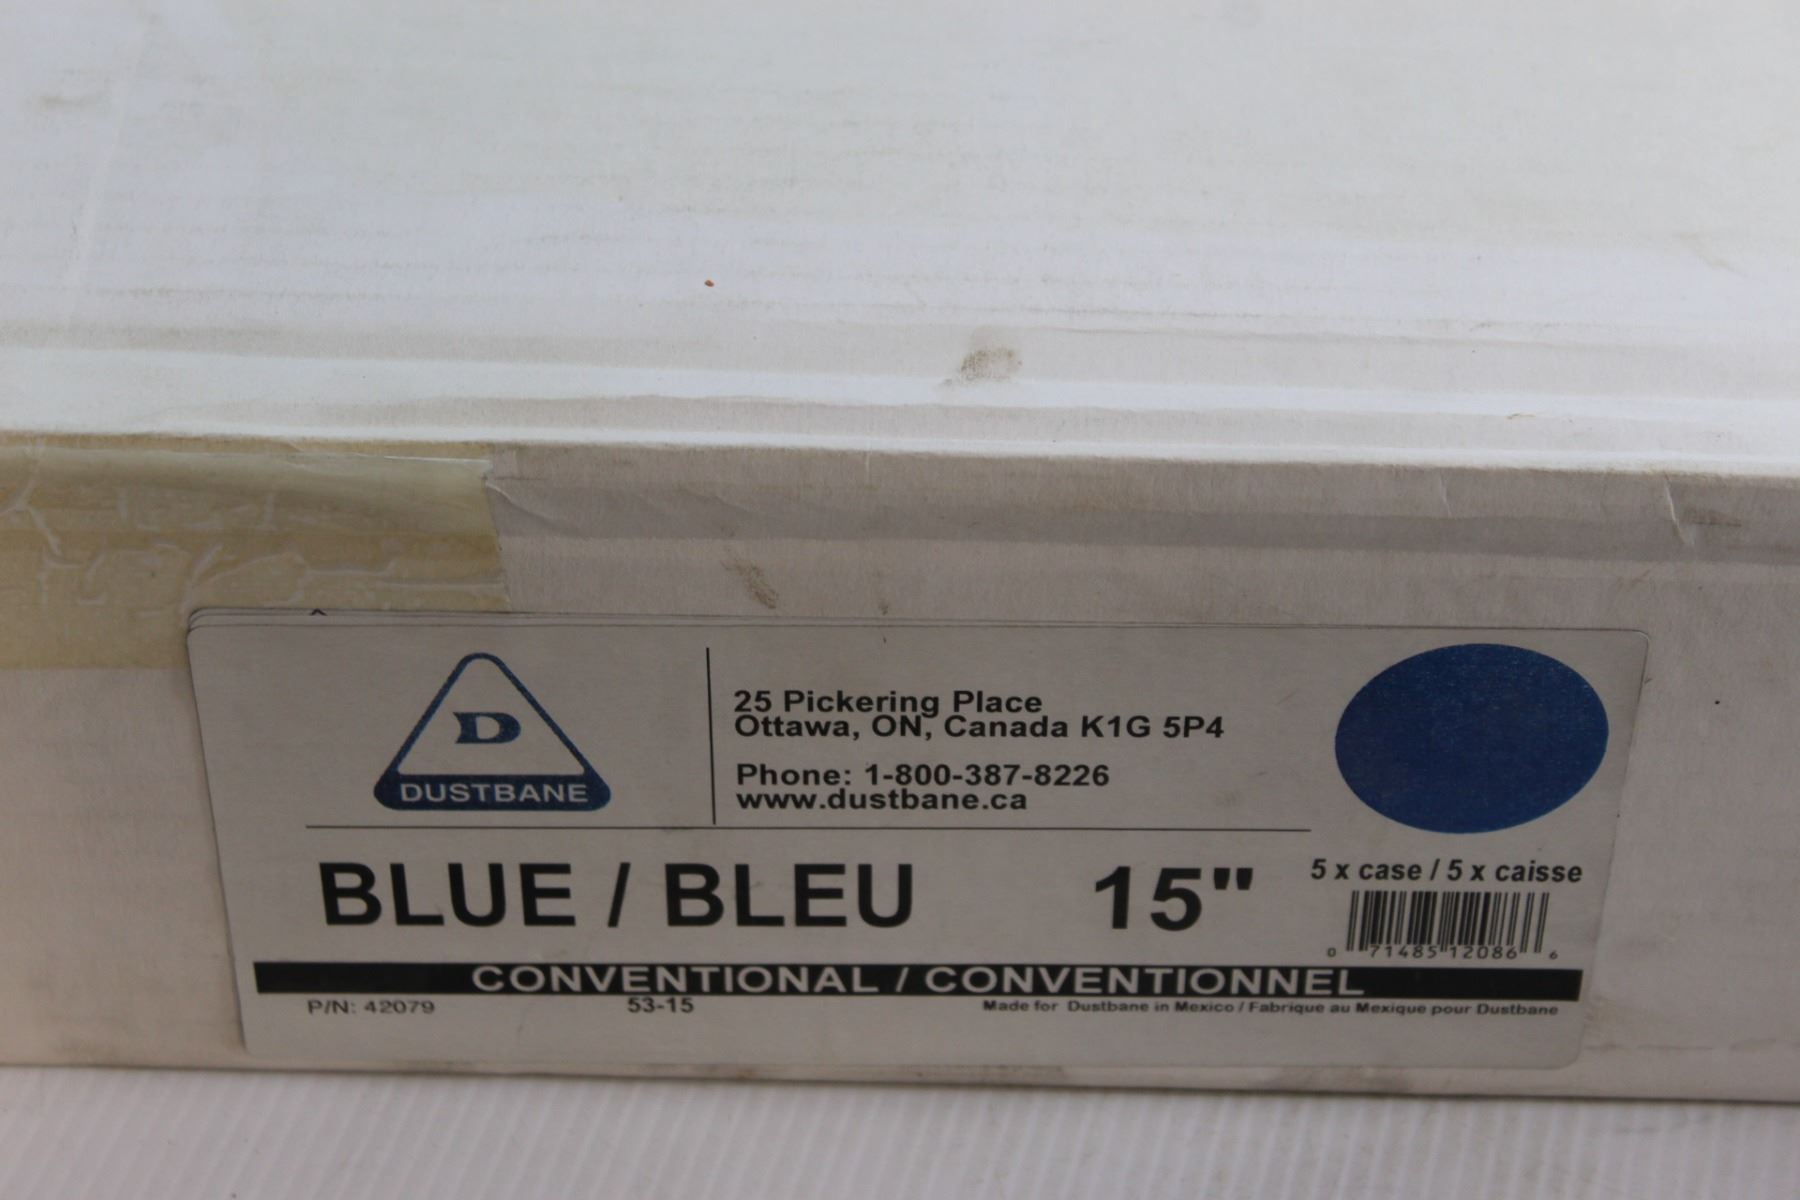 D
DUSTBANE
25 Pickering Place
Ottawa, ON, Canada K1G 5P4
Phone: 1-800-387-8226
www.dustbane.ca
BLUE / BLEU 15"
5 x case / 5 x caisse
0 71485 12086 6
CONVENTIONAL / CONVENTIONNEL
P/N: 42079 53-15 Made for Dustbane in Mexico / Fabrique au Mexique pour Dustbane